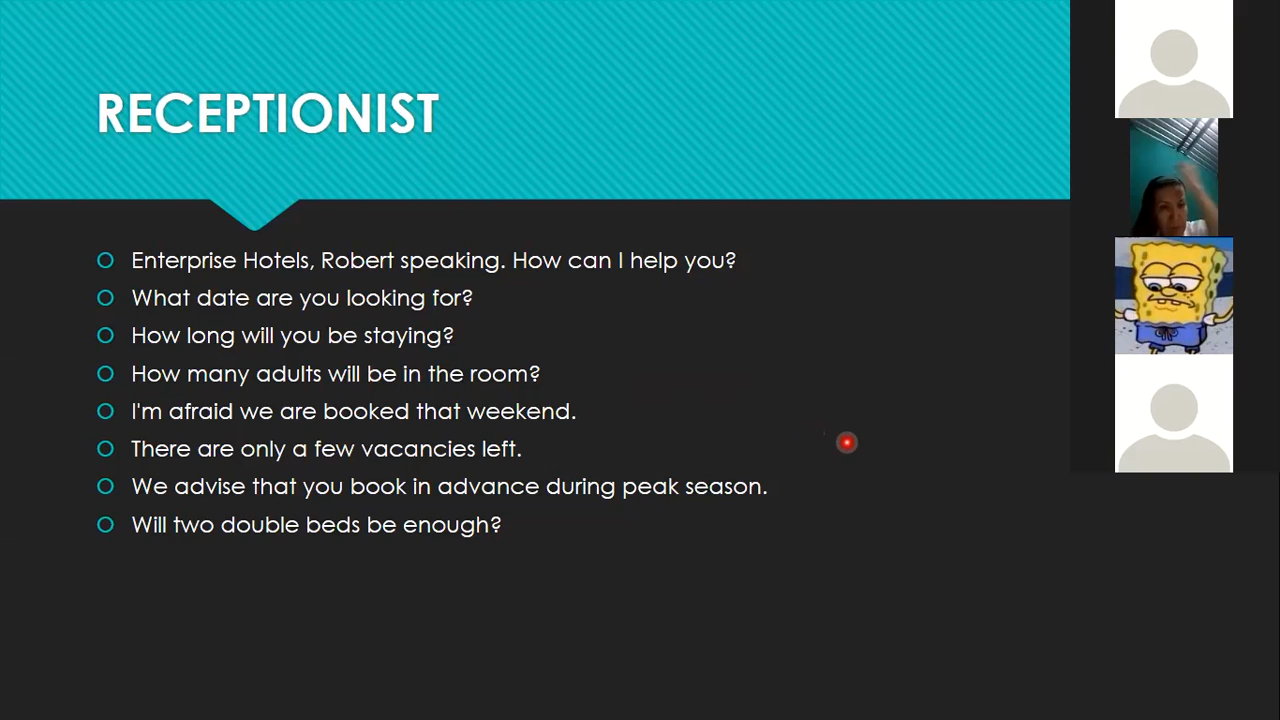 RECEPTIONIST
Enterprise Hotels, Robert speaking. How can I help you?
What date are you looking for?
How long will you be staying?
How many adults will be in the room?
I'm afraid we are booked that weekend.
There are only a few vacancies left.
We advise that you book in advance during peak season.
Will two double beds be enough?